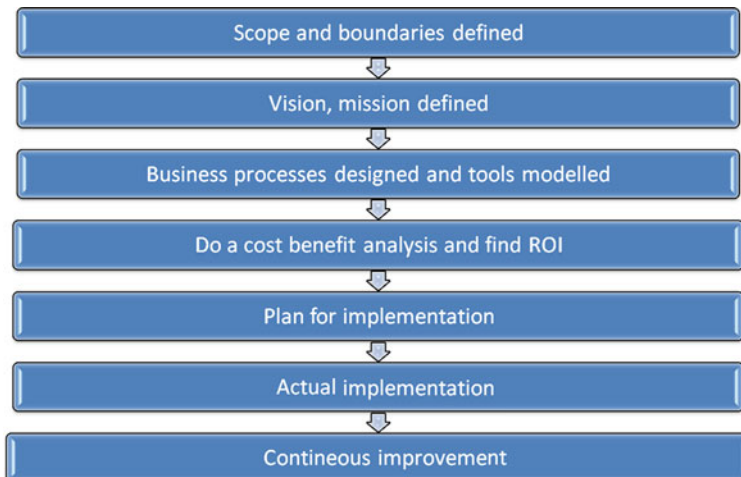 Scope and boundaries defined
Vision, mission defined
Business processes designed and tools modelled
Do a cost benefit analysis and find ROI
Plan for implementation
Actual implementation
Contineous improvement